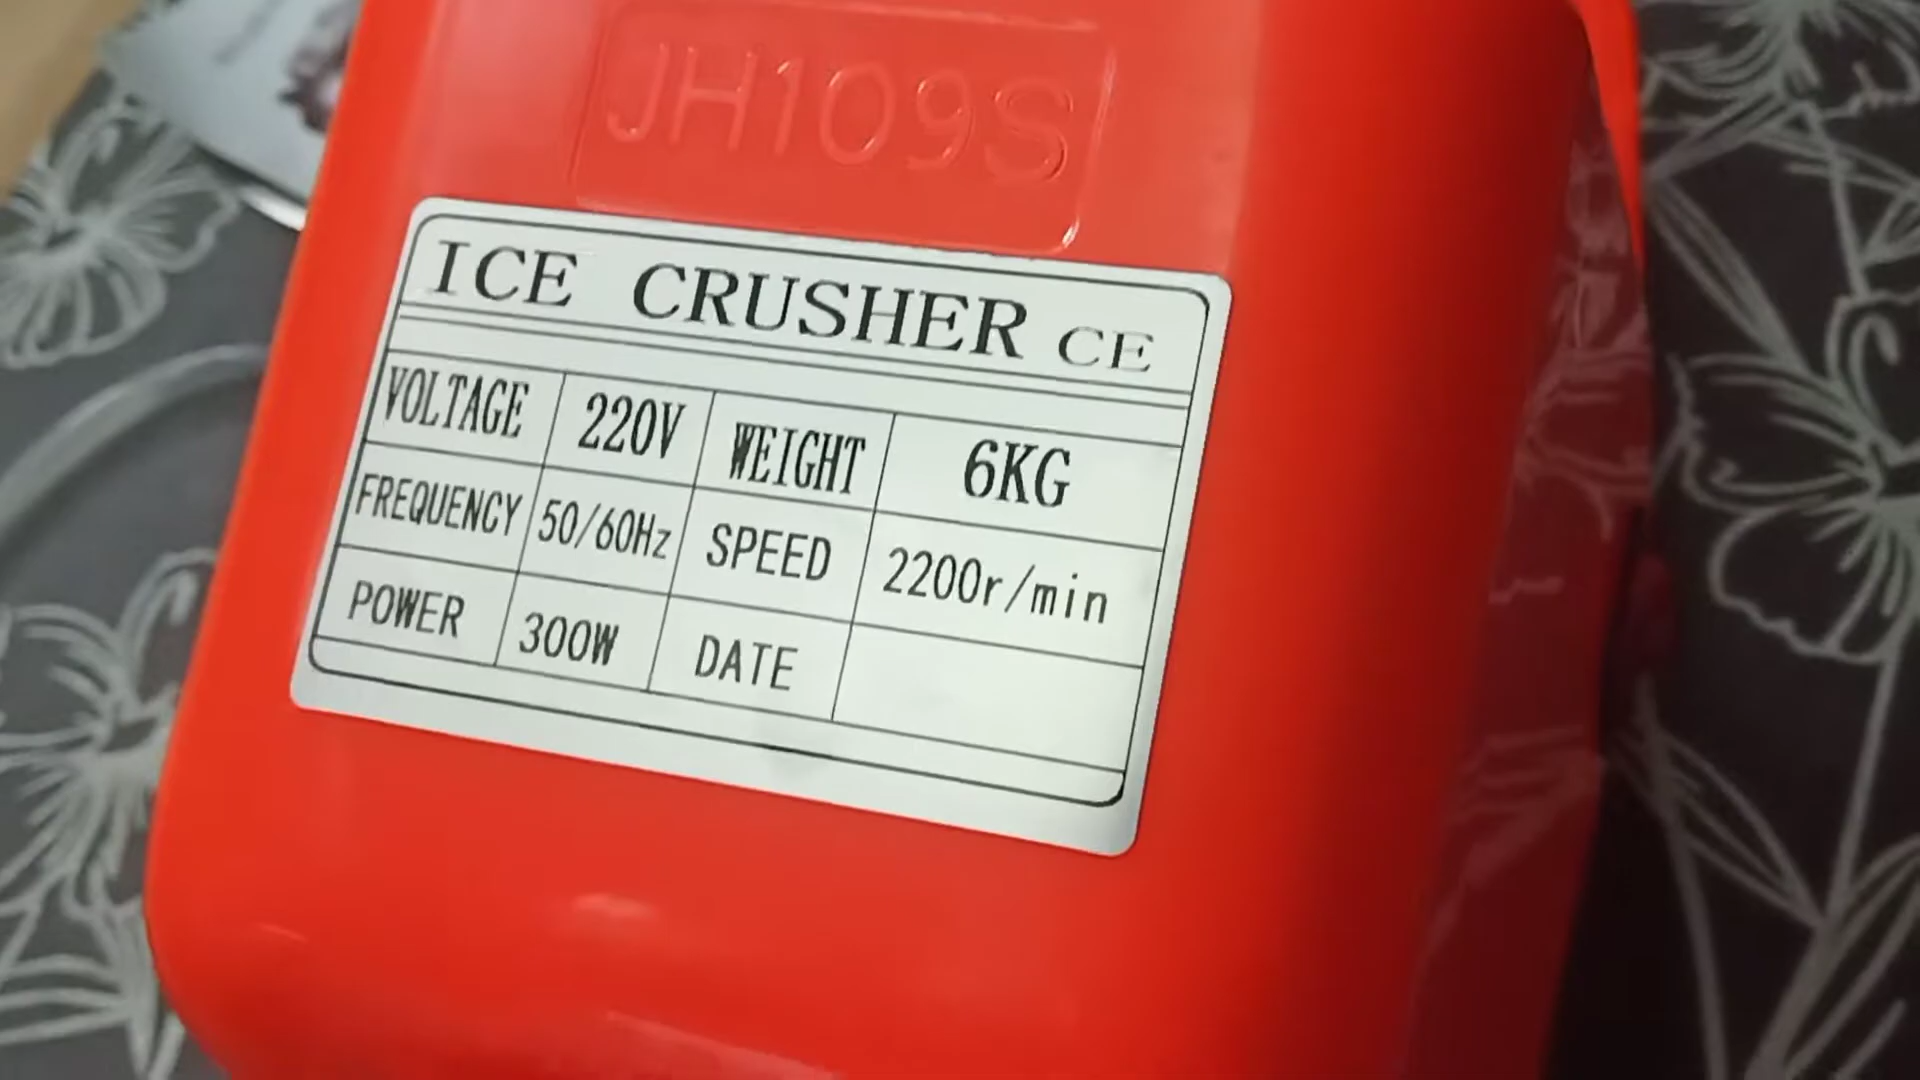 JH109S
ICE CRUSHER CE
VOLTAGE 220V WEIGHT 6KG
FREQUENCY 50/60Hz SPEED 2200r/min
POWER 300W DATE